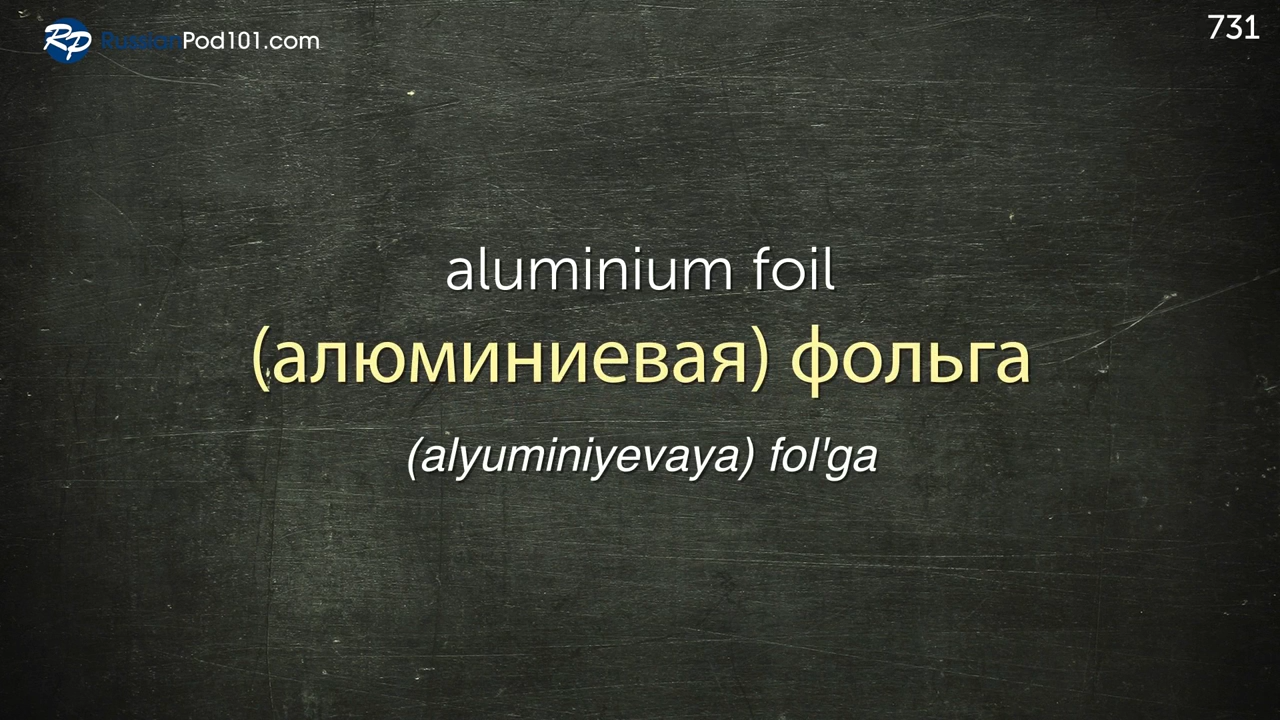 RussianPod101.com
731
aluminium foil
(алюминиевая) фольга
(alyuminiyevaya) fol'ga